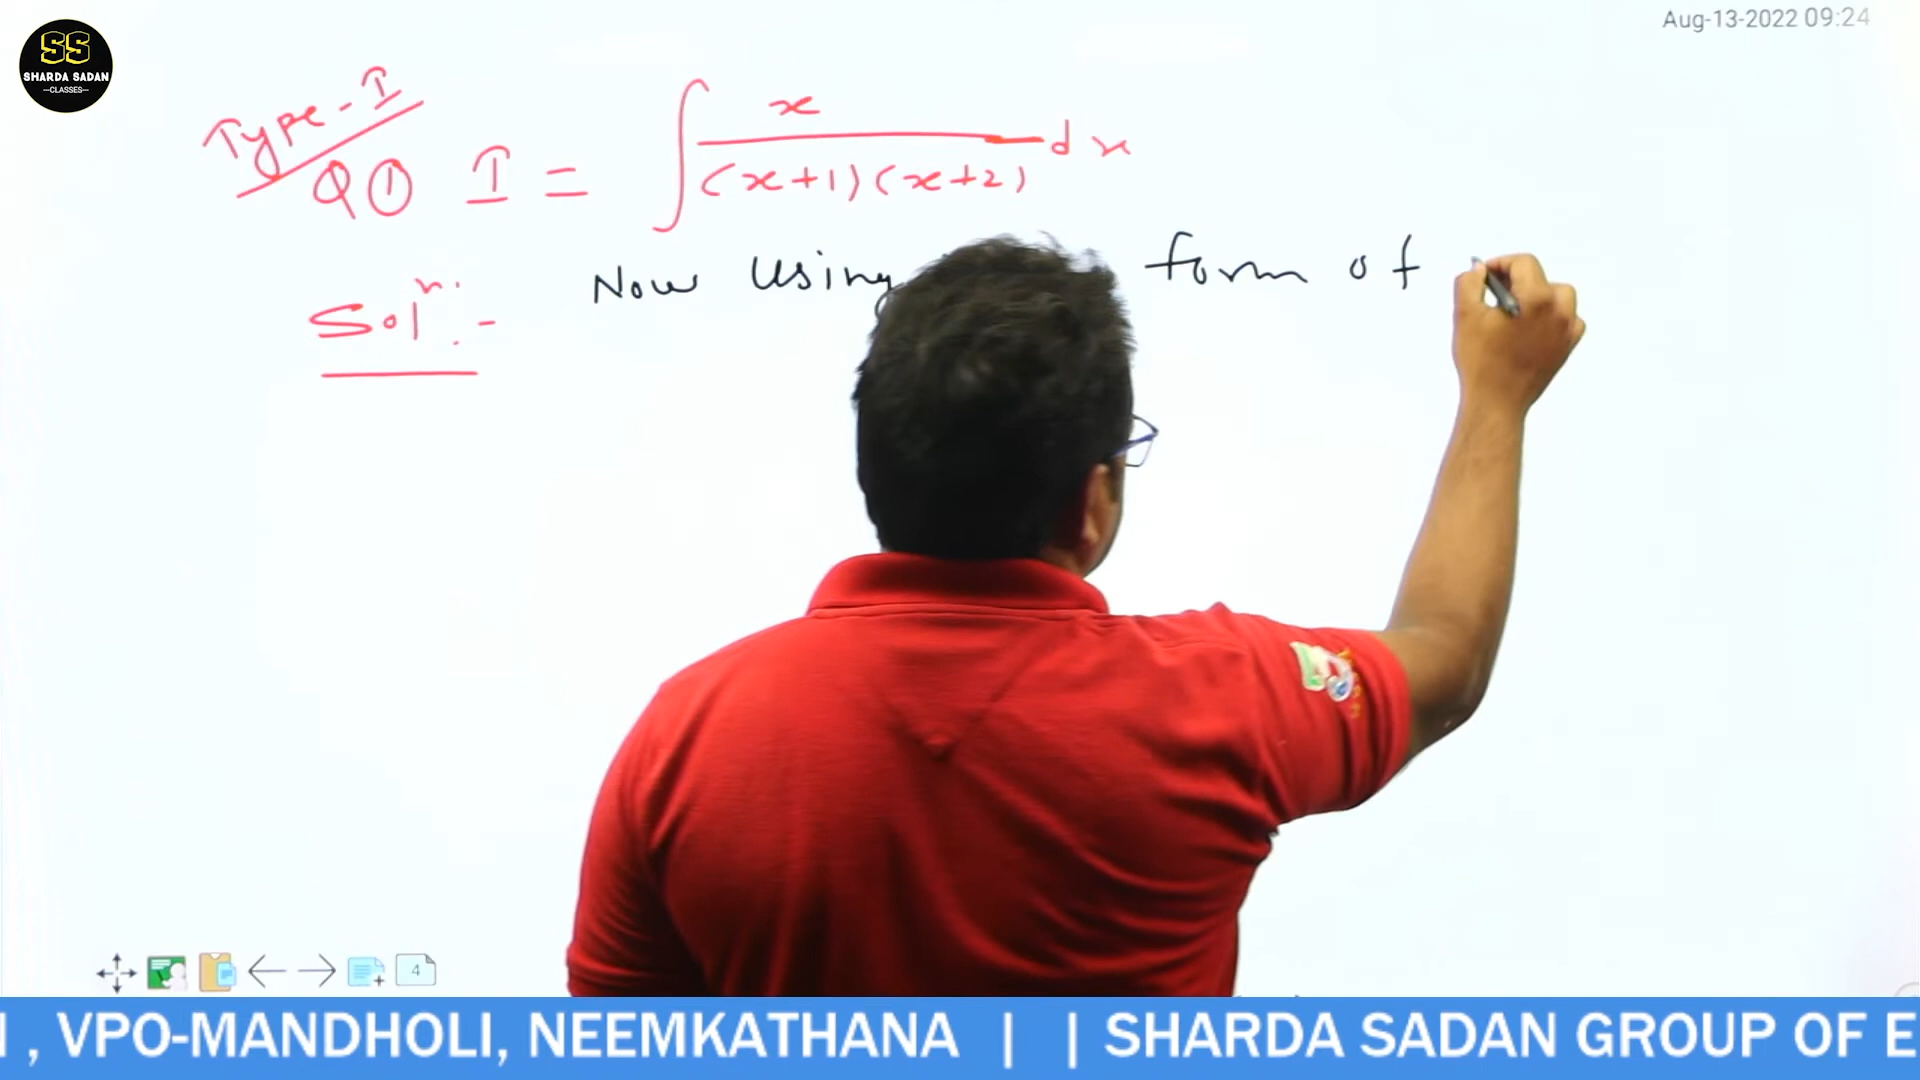 Aug-13-2022 09:24
SS
SHARDA SADAN
---CLASSES---
Type-I
Q① I = ∫ x / (x+1)(x+2) dx
Solⁿ. :-
Now Using form of
4
, VPO-MANDHOLI, NEEMKATHANA | | SHARDA SADAN GROUP OF E